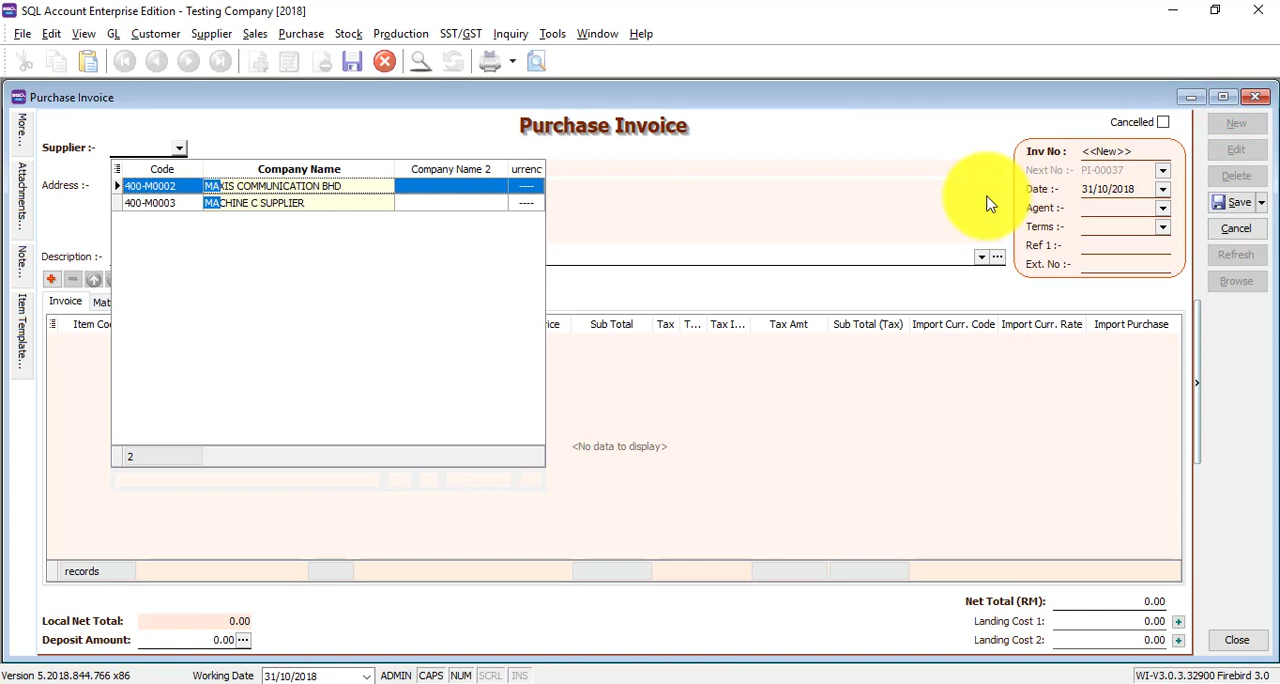 SQL Account Enterprise Edition - Testing Company [2018]
File Edit View GL Customer Supplier Sales Purchase Stock Production SST/GST Inquiry Tools Window Help
Purchase Invoice
Purchase Invoice
Cancelled
Supplier :-
Inv No : <<New>>
Code Company Name Company Name 2 urrenc
Next No :- PI-00037
400-M0002 MAXIS COMMUNICATION BHD ----
Address :-
Date :- 31/10/2018
400-M0003 MACHINE C SUPPLIER ----
Agent :-
Terms :-
Ref 1 :-
Description :-
Ext. No :-
New
Edit
Delete
Save
Cancel
Refresh
Browse
More...
Attachments...
Note...
Item Template...
Invoice Mat
Item Coc ice Sub Total Tax T... Tax I... Tax Amt Sub Total (Tax) Import Curr. Code Import Curr. Rate Import Purchase
<No data to display>
2
records
Net Total (RM): 0.00
Local Net Total: 0.00
Landing Cost 1: 0.00
Deposit Amount: 0.00
Landing Cost 2: 0.00
Close
Version 5.2018.844.766 x86 Working Date 31/10/2018 ADMIN CAPS NUM SCRL INS WI-V3.0.3.32900 Firebird 3.0